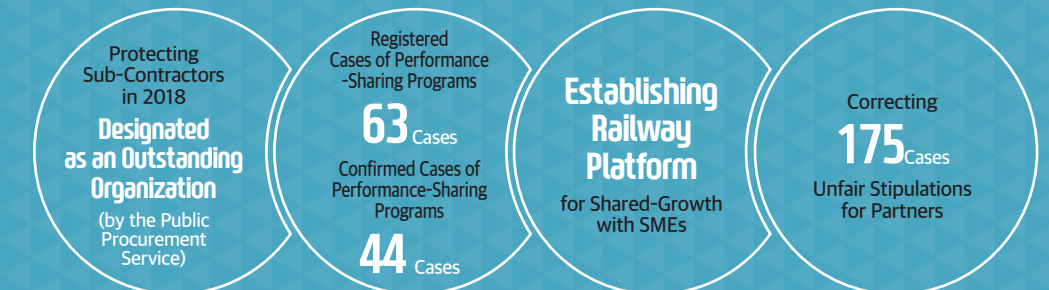 Protecting
Sub-Contractors
in 2018
Designated
as an Outstanding
Organization
(by the Public
Procurement
Service)
Registered
Cases of Performance
-Sharing Programs
63 Cases
Confirmed Cases of
Performance-Sharing
Programs
44 Cases
Establishing
Railway
Platform
for Shared-Growth
with SMEs
Correcting
175 Cases
Unfair Stipulations
for Partners